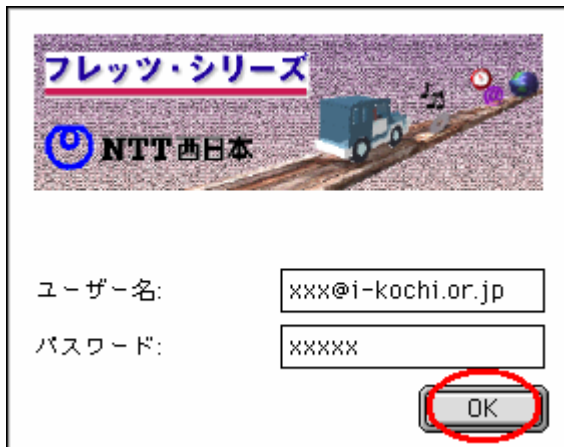 フレッツ・シリーズ
NTT西日本
ユーザー名:
xxx@i-kochi.or.jp
パスワード:
xxxxx
OK